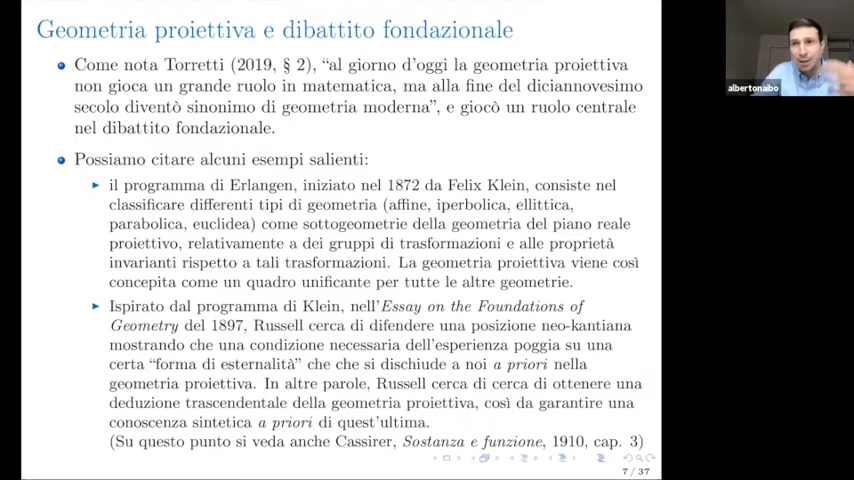 Geometria proiettiva e dibattito fondazionale
Come nota Torretti (2019, § 2), “al giorno d’oggi la geometria proiettiva
non gioca un grande ruolo in matematica, ma alla fine del diciannovesimo
secolo diventò sinonimo di geometria moderna”, e giocò un ruolo centrale
nel dibattito fondazionale.
Possiamo citare alcuni esempi salienti:
il programma di Erlangen, iniziato nel 1872 da Felix Klein, consiste nel
classificare differenti tipi di geometria (affine, iperbolica, ellittica,
parabolica, euclidea) come sottogeometrie della geometria del piano reale
proiettivo, relativamente a dei gruppi di trasformazioni e alle proprietà
invarianti rispetto a tali trasformazioni. La geometria proiettiva viene così
concepita come un quadro unificante per tutte le altre geometrie.
Ispirato dal programma di Klein, nell’Essay on the Foundations of
Geometry del 1897, Russell cerca di difendere una posizione neo-kantiana
mostrando che una condizione necessaria dell’esperienza poggia su una
certa “forma di esternalità” che che si dischiude a noi a priori nella
geometria proiettiva. In altre parole, Russell cerca di cerca di ottenere una
deduzione trascendentale della geometria proiettiva, così da garantire una
conoscenza sintetica a priori di quest’ultima.
(Su questo punto si veda anche Cassirer, Sostanza e funzione, 1910, cap. 3)
7 / 37
albertonaibo